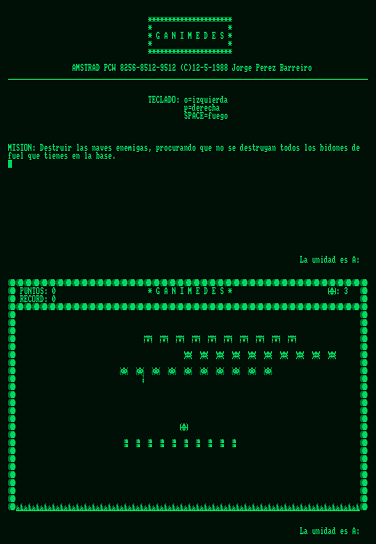 * G A N I M E D E S *
AMSTRAD PCW 8256-8512-9512 (C)12-5-1988 Jorge Perez Barreiro
TECLADO: o=izquierda
p=derecha
SPACE=fuego
MISION: Destruir las naves enemigas, procurando que no se destruyan todos los bidones de
fuel que tienes en la base.
La unidad es A:
PUNTOS: 0 * G A N I M E D E S * : 3
RECORD: 0
La unidad es A: